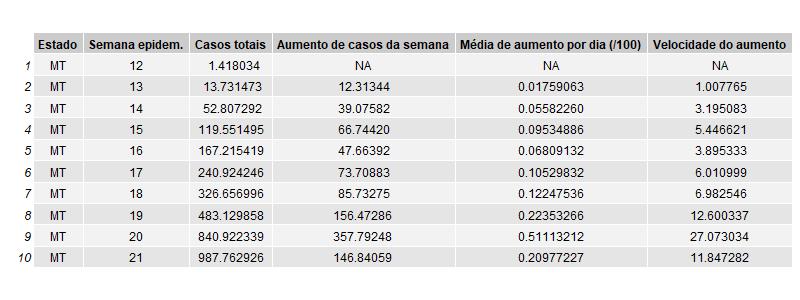 Estado Semana epidem. Casos totais Aumento de casos da semana Média de aumento por dia (/100) Velocidade do aumento
1 MT 12 1.418034 NA NA NA
2 MT 13 13.731473 12.31344 0.01759063 1.007765
3 MT 14 52.807292 39.07582 0.05582260 3.195083
4 MT 15 119.551495 66.74420 0.09534886 5.446621
5 MT 16 167.215419 47.66392 0.06809132 3.895333
6 MT 17 240.924246 73.70883 0.10529832 6.010999
7 MT 18 326.656996 85.73275 0.12247536 6.982546
8 MT 19 483.129858 156.47286 0.22353266 12.600337
9 MT 20 840.922339 357.79248 0.51113212 27.073034
10 MT 21 987.762926 146.84059 0.20977227 11.847282